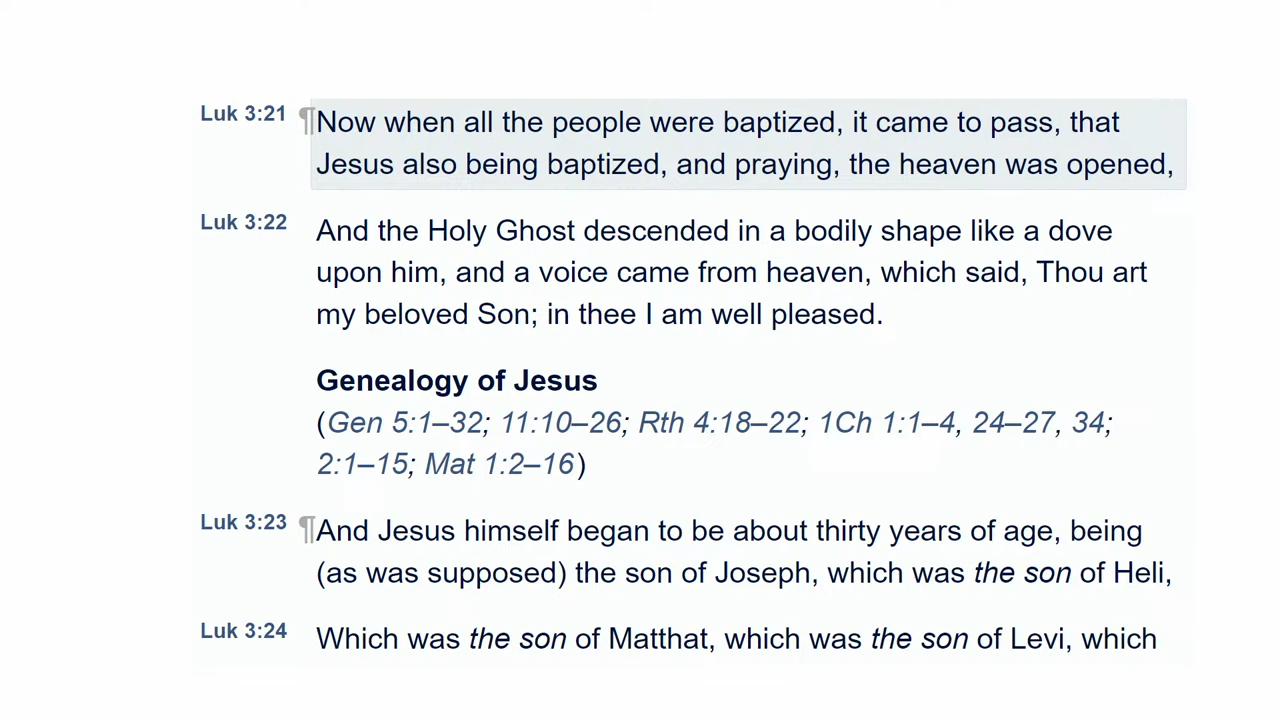 Luk 3:21 ¶Now when all the people were baptized, it came to pass, that
Jesus also being baptized, and praying, the heaven was opened,
Luk 3:22 And the Holy Ghost descended in a bodily shape like a dove
upon him, and a voice came from heaven, which said, Thou art
my beloved Son; in thee I am well pleased.
Genealogy of Jesus
(Gen 5:1–32; 11:10–26; Rth 4:18–22; 1Ch 1:1–4, 24–27, 34;
2:1–15; Mat 1:2–16)
Luk 3:23 ¶And Jesus himself began to be about thirty years of age, being
(as was supposed) the son of Joseph, which was the son of Heli,
Luk 3:24 Which was the son of Matthat, which was the son of Levi, which